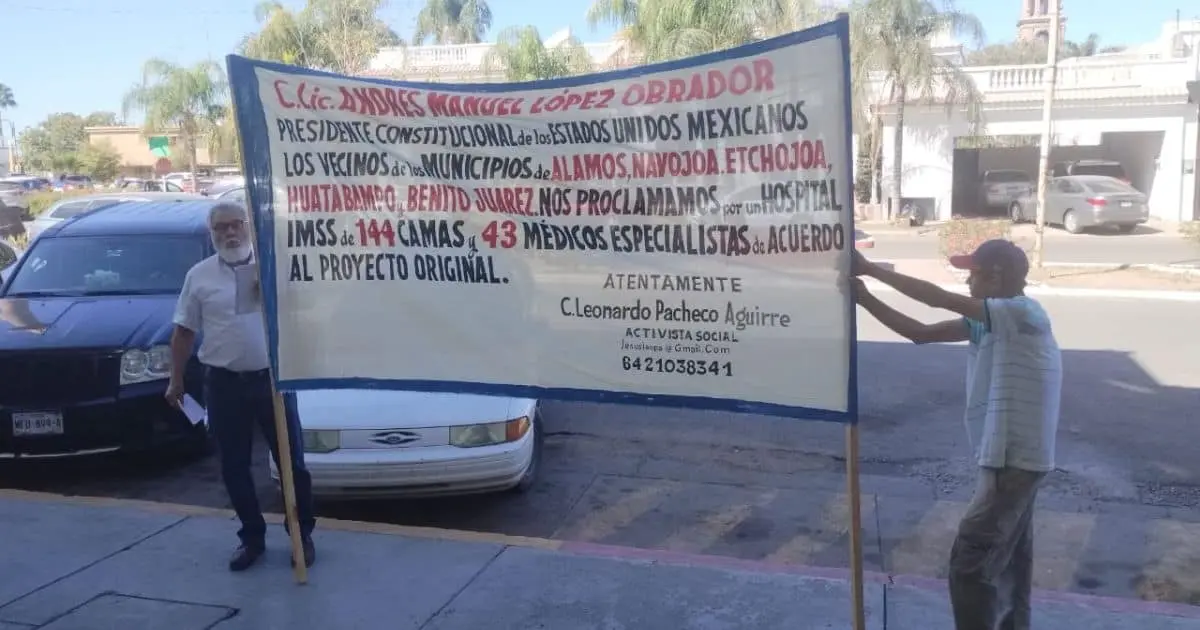 C. Lic. ANDRES MANUEL LÓPEZ OBRADOR
PRESIDENTE CONSTITUCIONAL de los ESTADOS UNIDOS MEXICANOS
LOS VECINOS de los MUNICIPIOS de ALAMOS, NAVOJOA. ETCHOJOA,
HUATABAMPO y BENITO JUAREZ. NOS PROCLAMAMOS por un HOSPITAL
IMSS de 144 CAMAS y 43 MÉDICOS ESPECIALISTAS de ACUERDO
AL PROYECTO ORIGINAL.
ATENTAMENTE
C. Leonardo Pacheco Aguirre
ACTIVISTA SOCIAL
@ Gmail.Com
6421038341